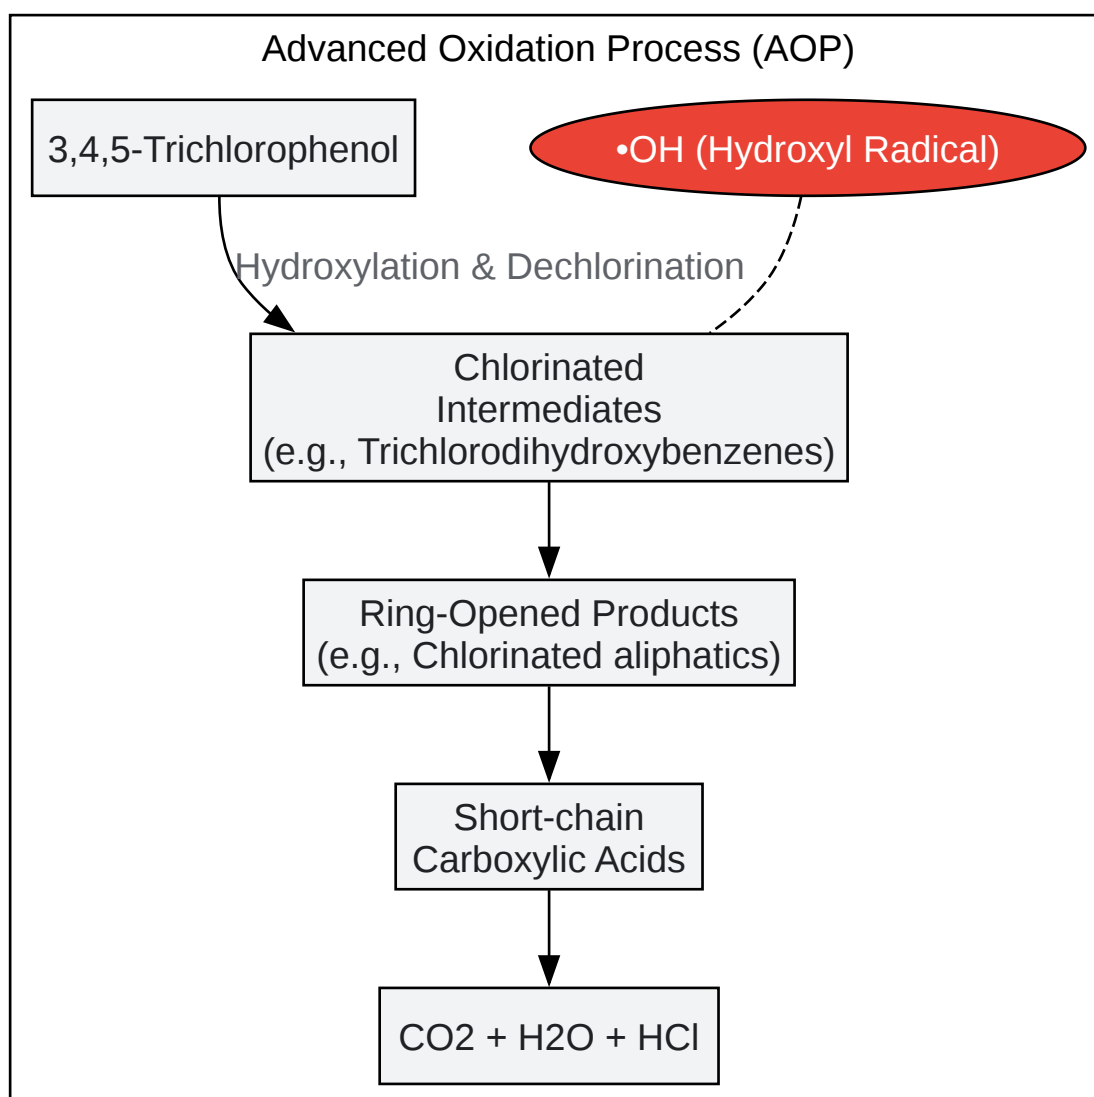 Advanced Oxidation Process (AOP)
3,4,5-Trichlorophenol
•OH (Hydroxyl Radical)
Hydroxylation & Dechlorination
Chlorinated
Intermediates
(e.g., Trichlorodihydroxybenzenes)
Ring-Opened Products
(e.g., Chlorinated aliphatics)
Short-chain
Carboxylic Acids
CO2 + H2O + HCl